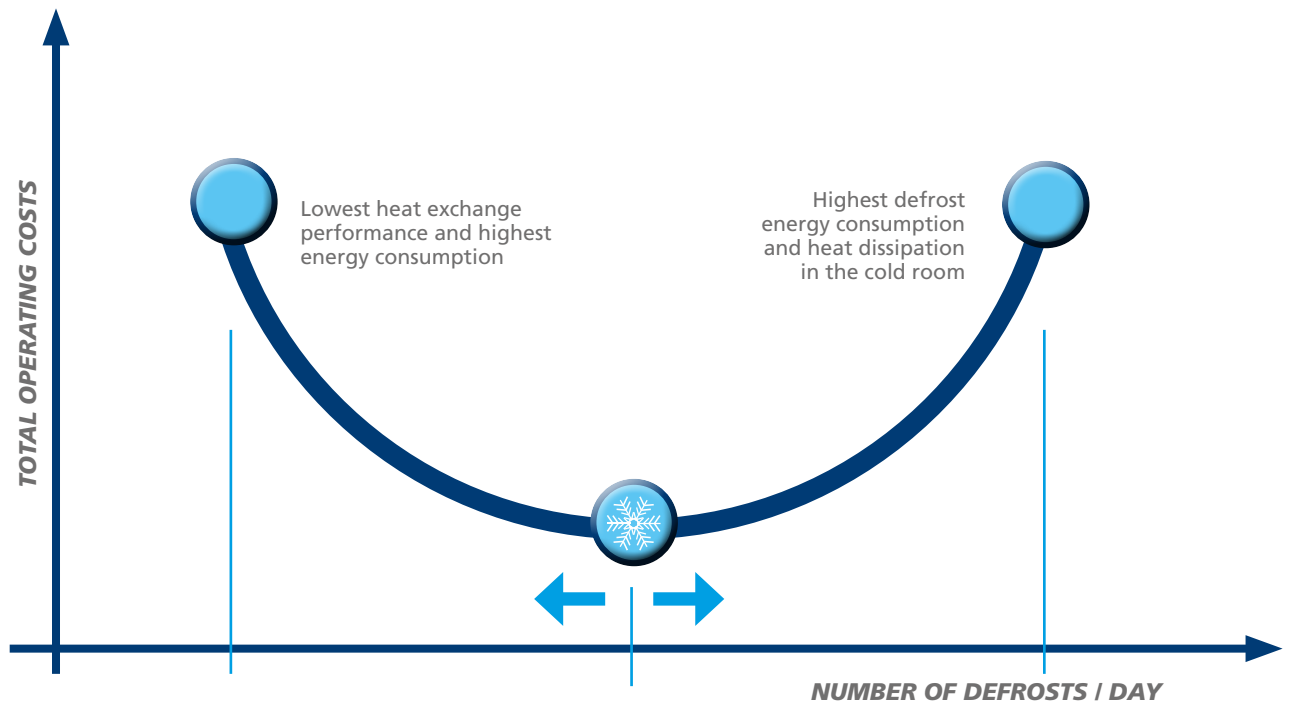 TOTAL OPERATING COSTS
Lowest heat exchange
performance and highest
energy consumption
Highest defrost
energy consumption
and heat dissipation
in the cold room
NUMBER OF DEFROSTS / DAY